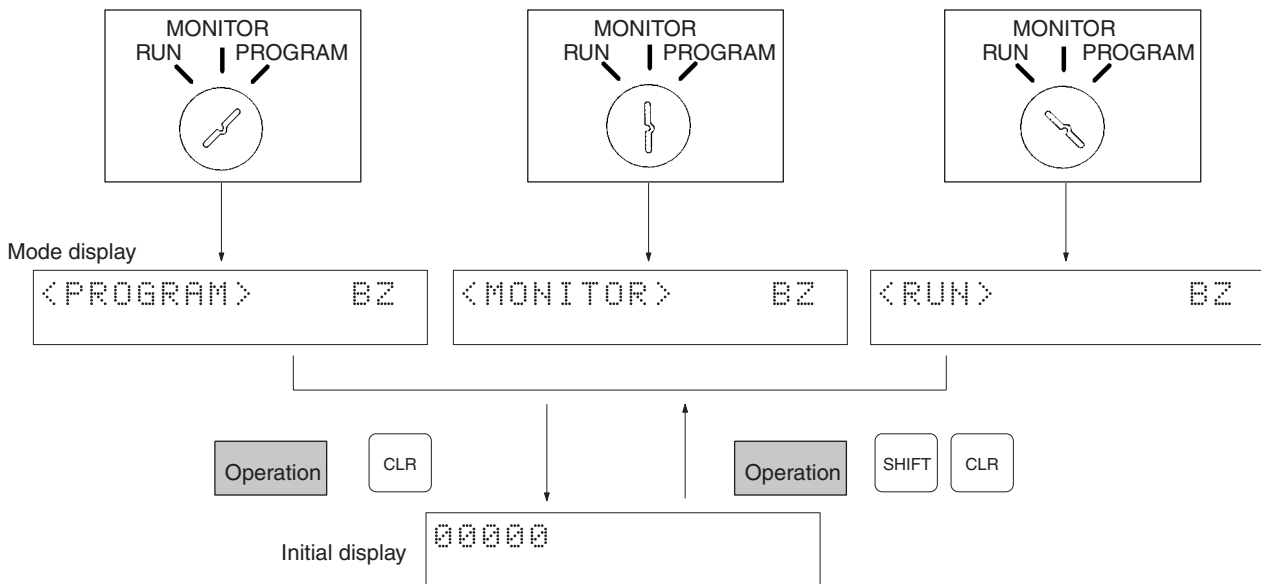 MONITOR
RUN PROGRAM
MONITOR
RUN PROGRAM
MONITOR
RUN PROGRAM
Mode display
<PROGRAM> BZ
<MONITOR> BZ
<RUN> BZ
Operation
CLR
Operation
SHIFT
CLR
Initial display
00000